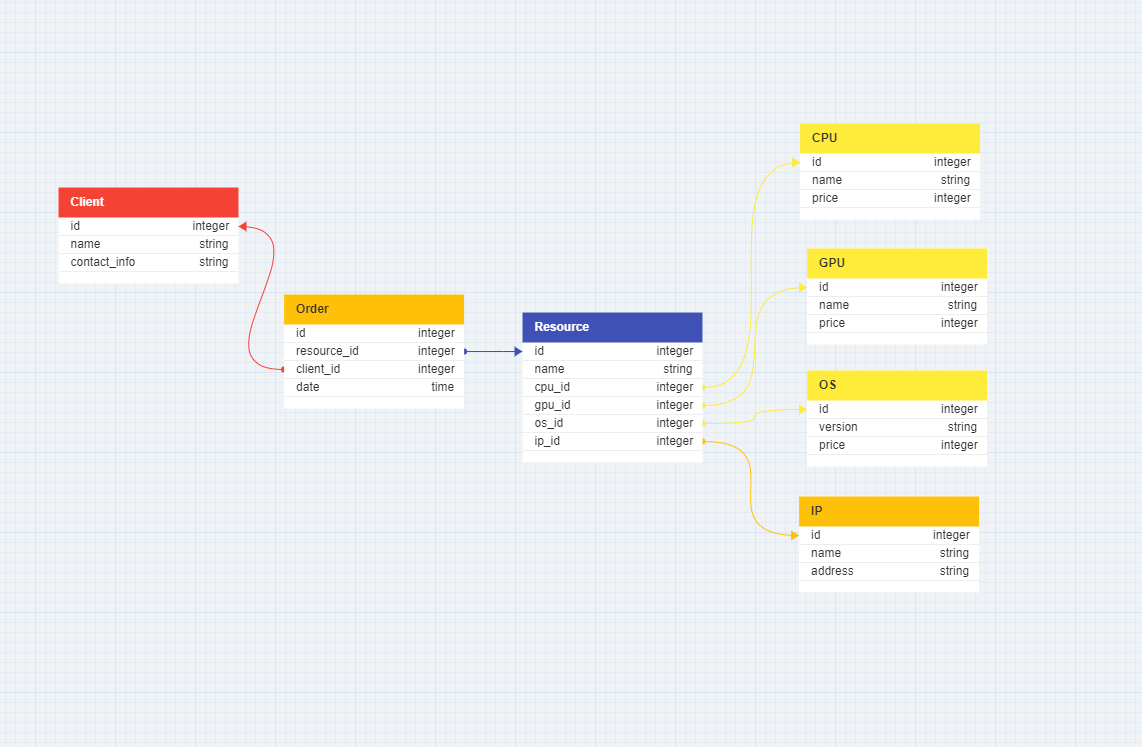 Client
id integer
name string
contact_info string
Order
id integer
resource_id integer
client_id integer
date time
Resource
id integer
name string
cpu_id integer
gpu_id integer
os_id integer
ip_id integer
CPU
id integer
name string
price integer
GPU
id integer
name string
price integer
OS
id integer
version string
price integer
IP
id integer
name string
address string